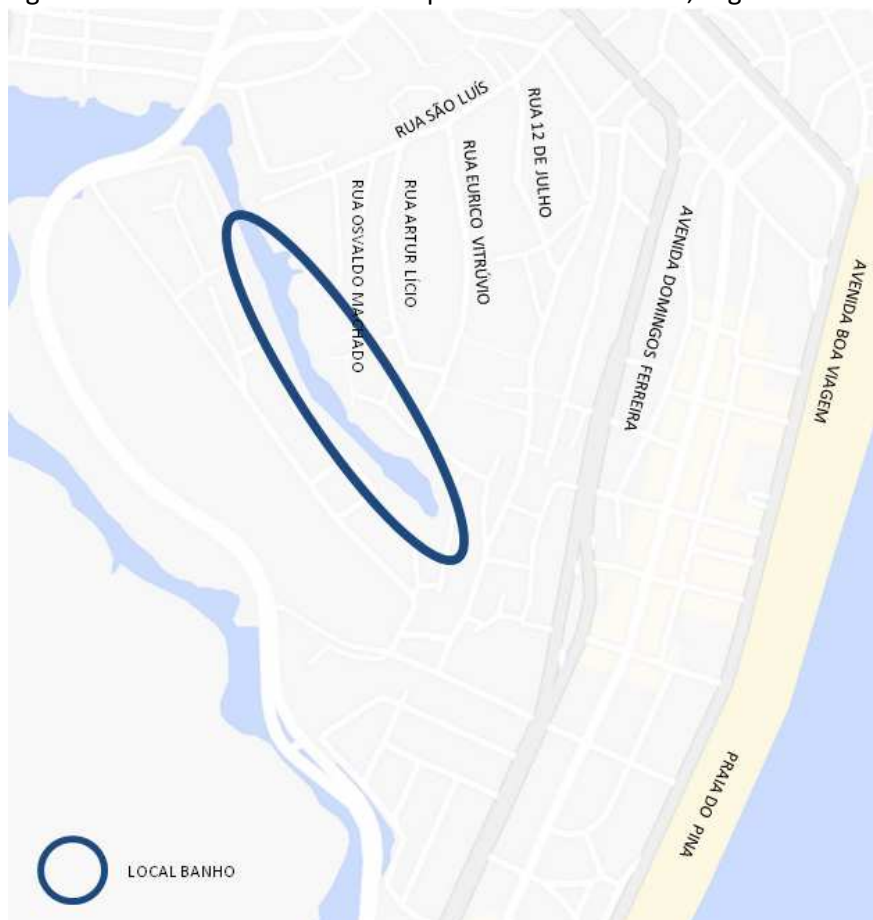 RUA SÃO LUÍS
RUA 12 DE JULHO
RUA EURICO VITRÚVIO
RUA ARTUR LÍCIO
RUA OSVALDO MACHADO
AVENIDA DOMINGOS FERREIRA
AVENIDA BOA VIAGEM
PRAIA DO PINA
LOCAL BANHO